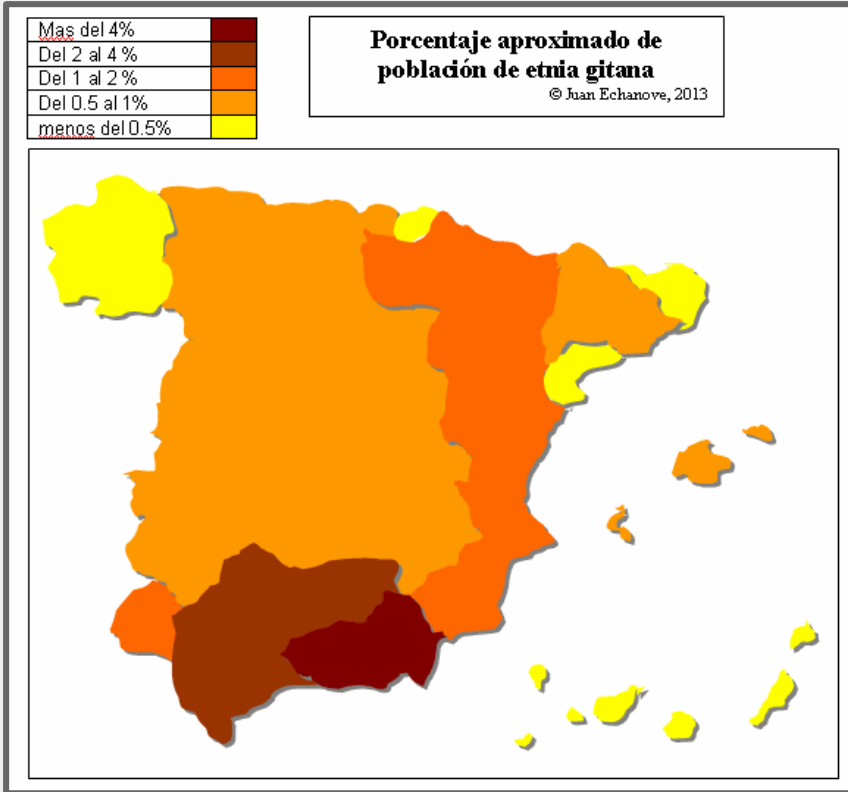 Mas del 4%
Del 2 al 4 %
Del 1 al 2 %
Del 0.5 al 1%
menos del 0.5%
Porcentaje aproximado de
población de etnia gitana
© Juan Echanove, 2013